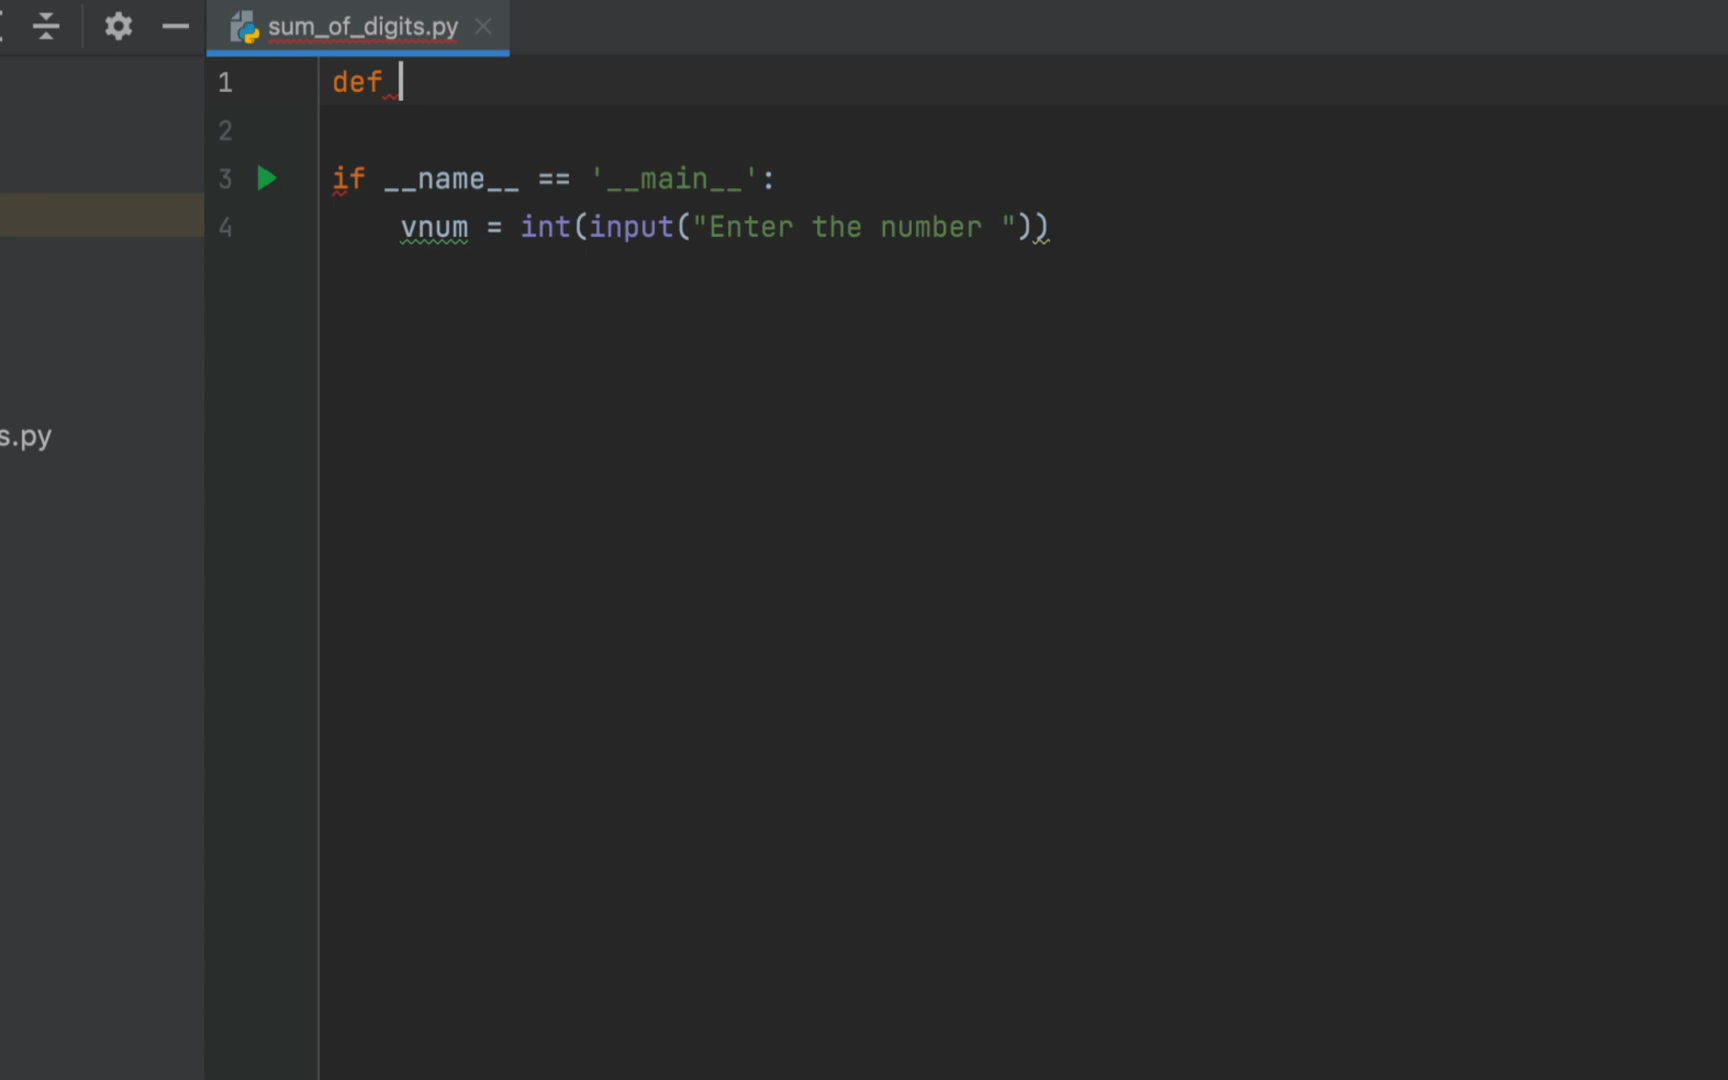 sum_of_digits.py
1 def
2
3 if __name__ == '__main__':
4 vnum = int(input("Enter the number "))
s.py